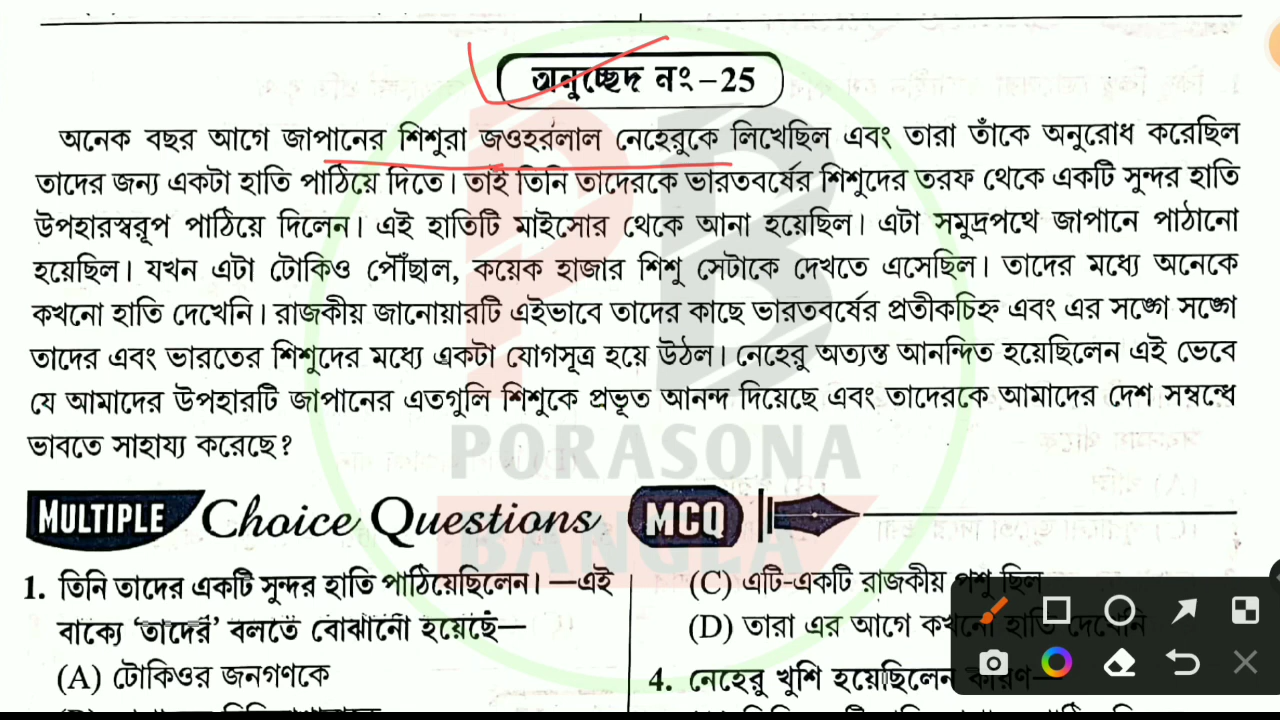 অনুচ্ছেদ নং–25
অনেক বছর আগে জাপানের শিশুরা জওহরলাল নেহেরুকে লিখেছিল এবং তারা তাঁকে অনুরোধ করেছিল
তাদের জন্য একটা হাতি পাঠিয়ে দিতে। তাই তিনি তাদেরকে ভারতবর্ষের শিশুদের তরফ থেকে একটি সুন্দর হাতি
উপহারস্বরূপ পাঠিয়ে দিলেন। এই হাতিটি মাইসোর থেকে আনা হয়েছিল। এটা সমুদ্রপথে জাপানে পাঠানো
হয়েছিল। যখন এটা টোকিও পৌঁছাল, কয়েক হাজার শিশু সেটাকে দেখতে এসেছিল। তাদের মধ্যে অনেকে
কখনো হাতি দেখেনি। রাজকীয় জানোয়ারটি এইভাবে তাদের কাছে ভারতবর্ষের প্রতীকচিহ্ন এবং এর সঙ্গে সঙ্গে
তাদের এবং ভারতের শিশুদের মধ্যে একটা যোগসূত্র হয়ে উঠল। নেহেরু অত্যন্ত আনন্দিত হয়েছিলেন এই ভেবে
যে আমাদের উপহারটি জাপানের এতগুলি শিশুকে প্রভূত আনন্দ দিয়েছে এবং তাদেরকে আমাদের দেশ সম্বন্ধে
ভাবতে সাহায্য করেছে?
PB
PORASONA
BANGLA
MULTIPLE Choice Questions MCQ
1. তিনি তাদের একটি সুন্দর হাতি পাঠিয়েছিলেন। —এই
বাক্যে ‘তাদের’ বলতে বোঝানো হয়েছে—
(A) টোকিওর জনগণকে
(C) এটি-একটি রাজকীয় পশু ছিল
(D) তারা এর আগে কখনো হাতি দেখেনি
4. নেহেরু খুশি হয়েছিলেন কারণ—